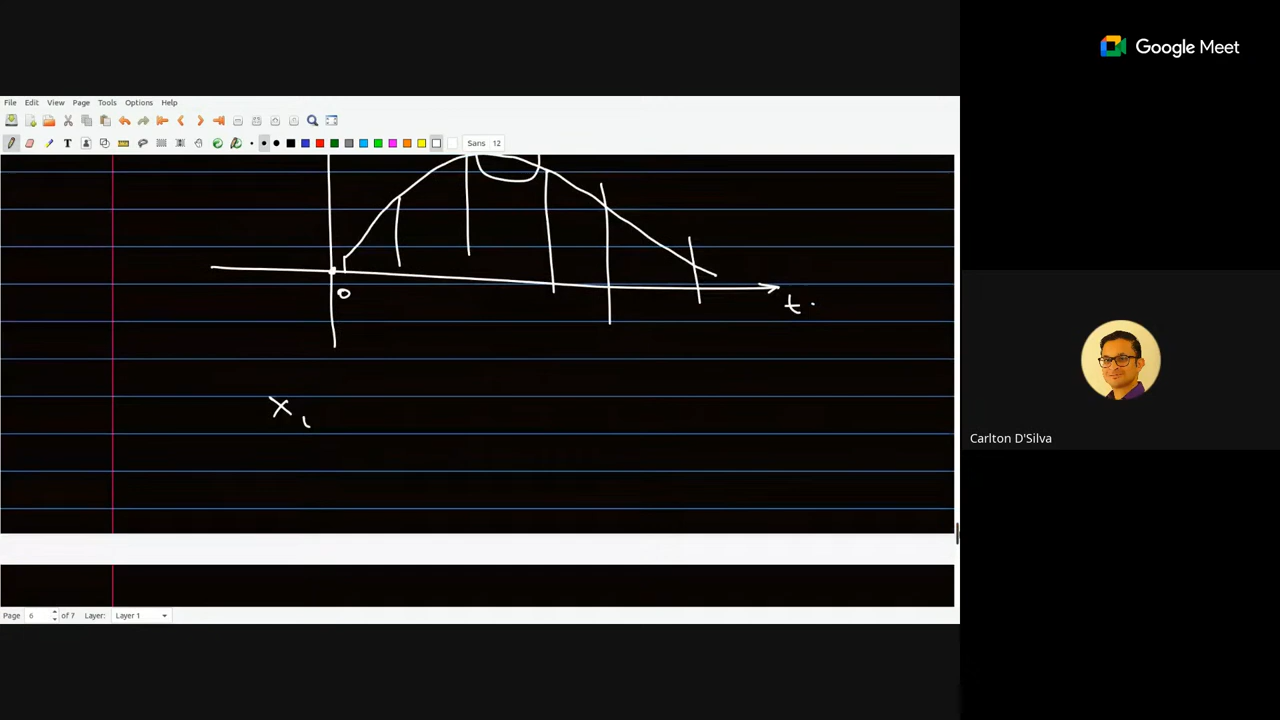 Google Meet
File Edit View Page Tools Options Help
Sans 12
0
t
x
Carlton D'Silva
Page 6 of 7 Layer: Layer 1